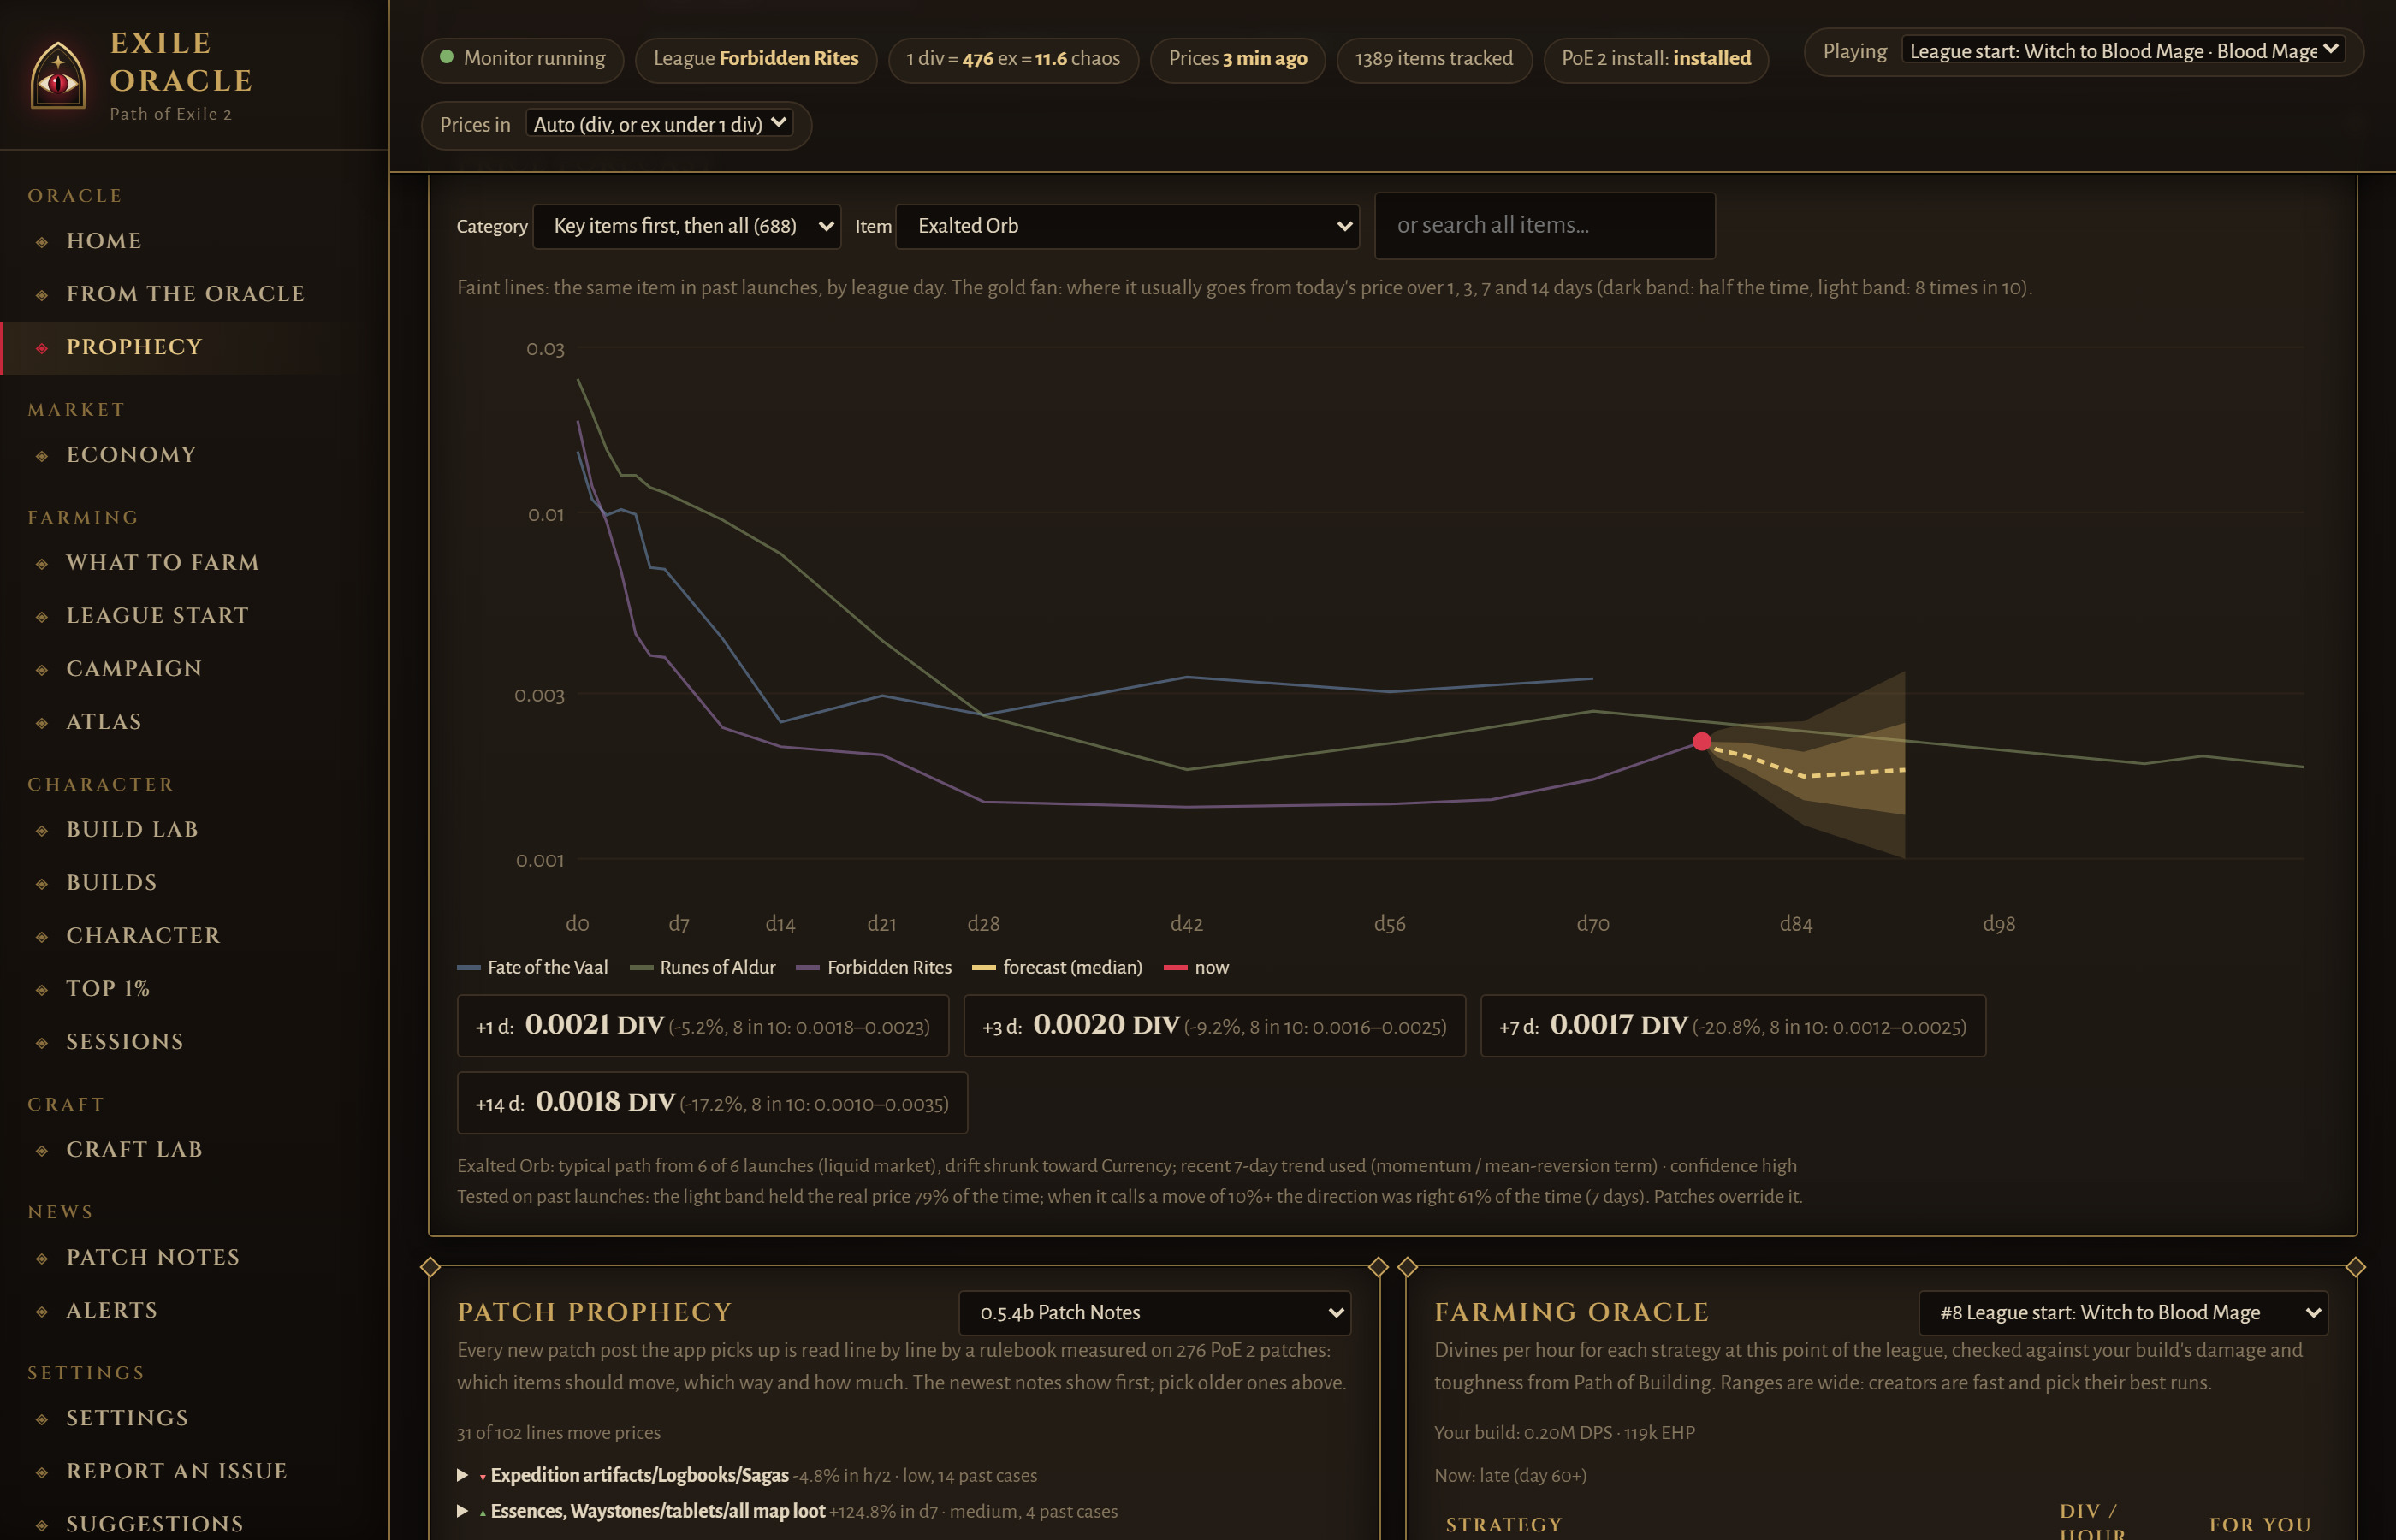 EXILE
ORACLE
Path of Exile 2
Monitor running
League Forbidden Rites
1 div = 476 ex = 11.6 chaos
Prices 3 min ago
1389 items tracked
PoE 2 install: installed
Playing League start: Witch to Blood Mage · Blood Mage
Prices in Auto (div, or ex under 1 div)
ORACLE
HOME
FROM THE ORACLE
PROPHECY
MARKET
ECONOMY
FARMING
WHAT TO FARM
LEAGUE START
CAMPAIGN
ATLAS
CHARACTER
BUILD LAB
BUILDS
CHARACTER
TOP 1%
SESSIONS
CRAFT
CRAFT LAB
NEWS
PATCH NOTES
ALERTS
SETTINGS
SETTINGS
REPORT AN ISSUE
SUGGESTIONS
Category Key items first, then all (688) Item Exalted Orb or search all items...
Faint lines: the same item in past launches, by league day. The gold fan: where it usually goes from today's price over 1, 3, 7 and 14 days (dark band: half the time, light band: 8 times in 10).
0.03
0.01
0.003
0.001
d0 d7 d14 d21 d28 d42 d56 d70 d84 d98
Fate of the Vaal Runes of Aldur Forbidden Rites forecast (median) now
+1 d: 0.0021 DIV (-5.2%, 8 in 10: 0.0018–0.0023)
+3 d: 0.0020 DIV (-9.2%, 8 in 10: 0.0016–0.0025)
+7 d: 0.0017 DIV (-20.8%, 8 in 10: 0.0012–0.0025)
+14 d: 0.0018 DIV (-17.2%, 8 in 10: 0.0010–0.0035)
Exalted Orb: typical path from 6 of 6 launches (liquid market), drift shrunk toward Currency; recent 7-day trend used (momentum / mean-reversion term) · confidence high
Tested on past launches: the light band held the real price 79% of the time; when it calls a move of 10%+ the direction was right 61% of the time (7 days). Patches override it.
PATCH PROPHECY
0.5.4b Patch Notes
Every new patch post the app picks up is read line by line by a rulebook measured on 276 PoE 2 patches:
which items should move, which way and how much. The newest notes show first; pick older ones above.
31 of 102 lines move prices
Expedition artifacts/Logbooks/Sagas -4.8% in h72 · low, 14 past cases
Essences, Waystones/tablets/all map loot +124.8% in d7 · medium, 4 past cases
FARMING ORACLE
#8 League start: Witch to Blood Mage
Divines per hour for each strategy at this point of the league, checked against your build's damage and
toughness from Path of Building. Ranges are wide: creators are fast and pick their best runs.
Your build: 0.20M DPS · 119k EHP
Now: late (day 60+)
STRATEGY
DIV /
HOUR
FOR YOU